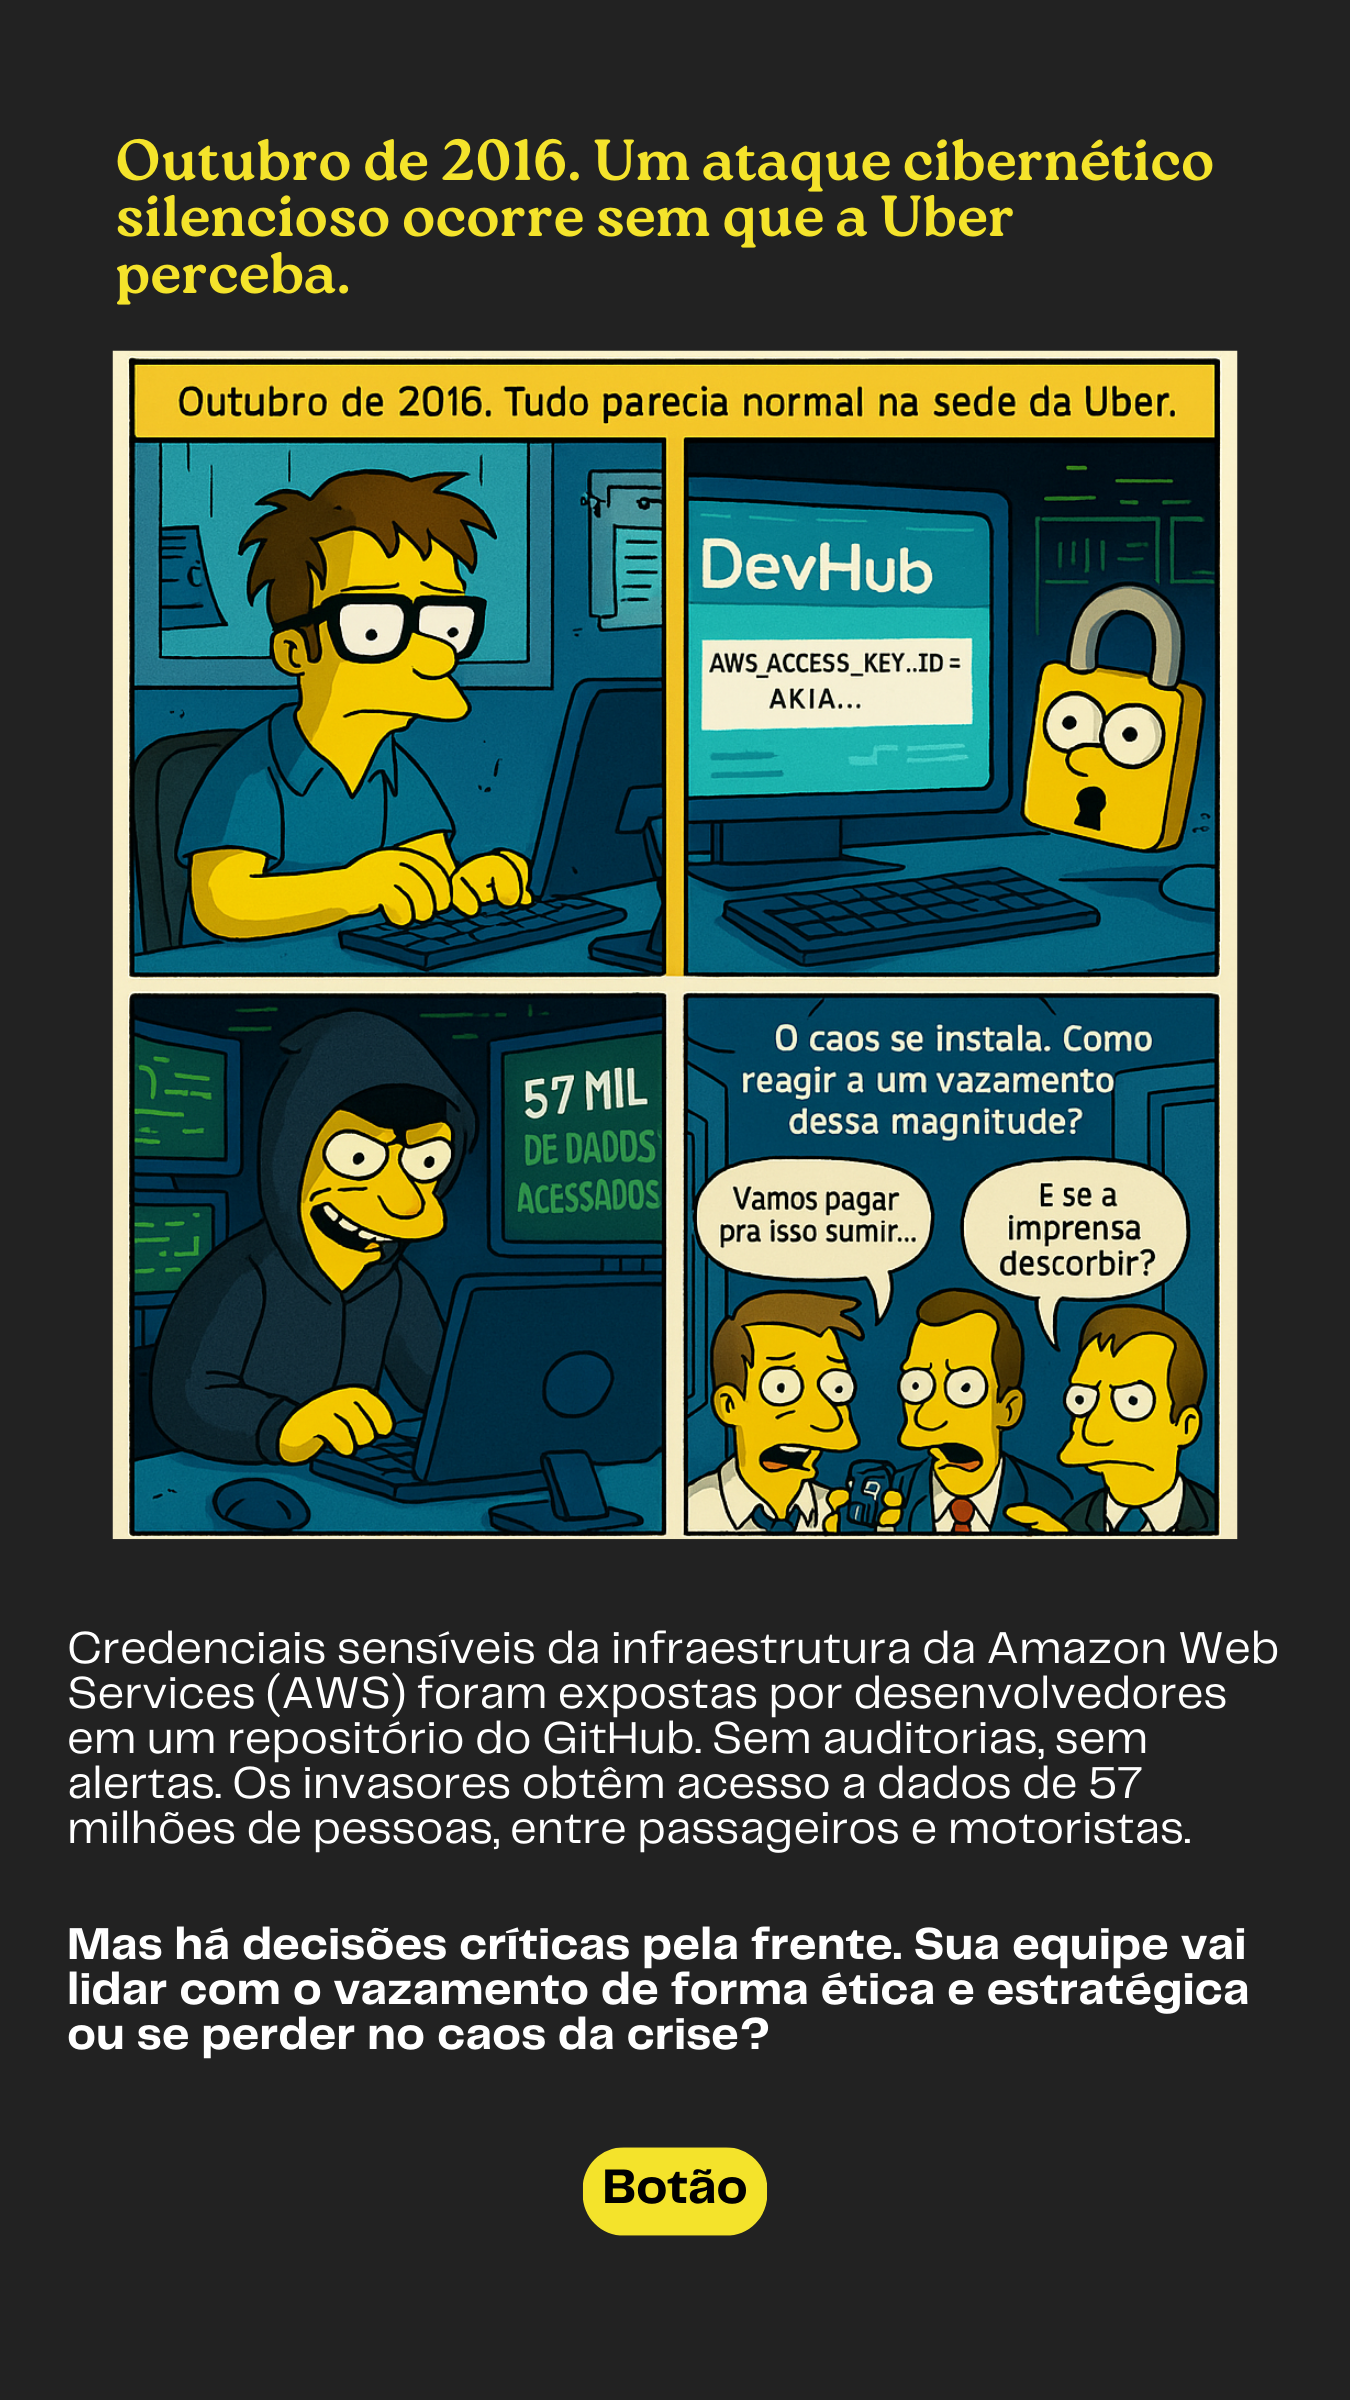 Outubro de 2016. Um ataque cibernético
silencioso ocorre sem que a Uber
perceba.
Outubro de 2016. Tudo parecia normal na sede da Uber.
DevHub
AWS_ACCESS_KEY..ID =
AKIA...
57 MIL
DE DADDS
ACESSADOS
O caos se instala. Como
reagir a um vazamento
dessa magnitude?
Vamos pagar
pra isso sumir...
E se a
imprensa
descorbir?
Credenciais sensíveis da infraestrutura da Amazon Web
Services (AWS) foram expostas por desenvolvedores
em um repositório do GitHub. Sem auditorias, sem
alertas. Os invasores obtêm acesso a dados de 57
milhões de pessoas, entre passageiros e motoristas.
Mas há decisões críticas pela frente. Sua equipe vai
lidar com o vazamento de forma ética e estratégica
ou se perder no caos da crise?
Botão